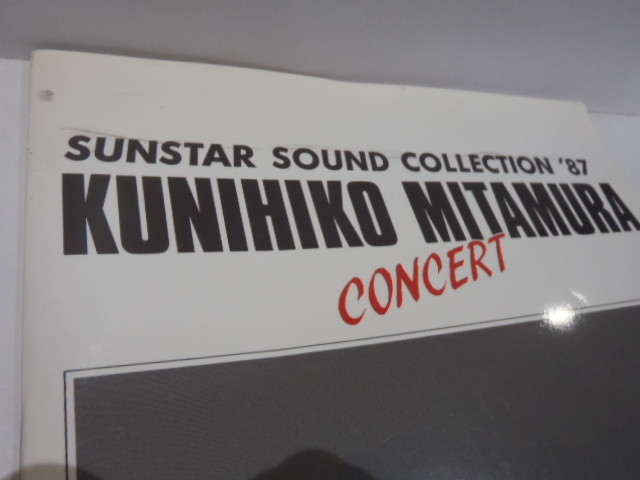 SUNSTAR SOUND COLLECTION '87
KUNIHIKO MITAMURA
CONCERT